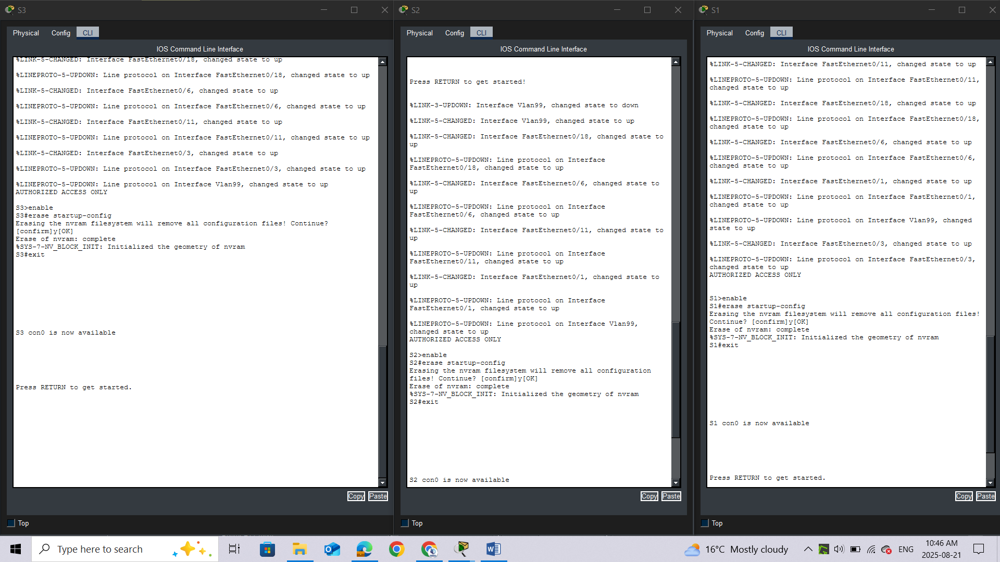 S3
Physical
Config
CLI
IOS Command Line Interface
%LINK-5-CHANGED: Interface FastEthernet0/18, changed state to up
%LINEPROTO-5-UPDOWN: Line protocol on Interface FastEthernet0/18, changed state to up
%LINK-5-CHANGED: Interface FastEthernet0/6, changed state to up
%LINEPROTO-5-UPDOWN: Line protocol on Interface FastEthernet0/6, changed state to up
%LINK-5-CHANGED: Interface FastEthernet0/11, changed state to up
%LINEPROTO-5-UPDOWN: Line protocol on Interface FastEthernet0/11, changed state to up
%LINK-5-CHANGED: Interface FastEthernet0/3, changed state to up
%LINEPROTO-5-UPDOWN: Line protocol on Interface FastEthernet0/3, changed state to up
%LINEPROTO-5-UPDOWN: Line protocol on Interface Vlan99, changed state to up
AUTHORIZED ACCESS ONLY
S3>enable
S3#erase startup-config
Erasing the nvram filesystem will remove all configuration files! Continue?
[confirm]y[OK]
Erase of nvram: complete
%SYS-7-NV_BLOCK_INIT: Initialized the geometry of nvram
S3#exit
S3 con0 is now available
Press RETURN to get started.
Copy
Paste
Top
S2
Physical
Config
CLI
IOS Command Line Interface
Press RETURN to get started!
%LINK-3-UPDOWN: Interface Vlan99, changed state to down
%LINK-5-CHANGED: Interface Vlan99, changed state to up
%LINK-5-CHANGED: Interface FastEthernet0/18, changed state to
up
%LINEPROTO-5-UPDOWN: Line protocol on Interface
FastEthernet0/18, changed state to up
%LINK-5-CHANGED: Interface FastEthernet0/6, changed state to
up
%LINEPROTO-5-UPDOWN: Line protocol on Interface
FastEthernet0/6, changed state to up
%LINK-5-CHANGED: Interface FastEthernet0/11, changed state to
up
%LINEPROTO-5-UPDOWN: Line protocol on Interface
FastEthernet0/11, changed state to up
%LINK-5-CHANGED: Interface FastEthernet0/1, changed state to
up
%LINEPROTO-5-UPDOWN: Line protocol on Interface
FastEthernet0/1, changed state to up
%LINEPROTO-5-UPDOWN: Line protocol on Interface Vlan99,
changed state to up
AUTHORIZED ACCESS ONLY
S2>enable
S2#erase startup-config
Erasing the nvram filesystem will remove all configuration
files! Continue? [confirm]y[OK]
Erase of nvram: complete
%SYS-7-NV_BLOCK_INIT: Initialized the geometry of nvram
S2#exit
S2 con0 is now available
Copy
Paste
Top
S1
Physical
Config
CLI
IOS Command Line Interface
%LINK-5-CHANGED: Interface FastEthernet0/11, changed state to up
%LINEPROTO-5-UPDOWN: Line protocol on Interface FastEthernet0/11,
changed state to up
%LINK-5-CHANGED: Interface FastEthernet0/18, changed state to up
%LINEPROTO-5-UPDOWN: Line protocol on Interface FastEthernet0/18,
changed state to up
%LINK-5-CHANGED: Interface FastEthernet0/6, changed state to up
%LINEPROTO-5-UPDOWN: Line protocol on Interface FastEthernet0/6,
changed state to up
%LINK-5-CHANGED: Interface FastEthernet0/1, changed state to up
%LINEPROTO-5-UPDOWN: Line protocol on Interface FastEthernet0/1,
changed state to up
%LINEPROTO-5-UPDOWN: Line protocol on Interface Vlan99, changed
state to up
%LINK-5-CHANGED: Interface FastEthernet0/3, changed state to up
%LINEPROTO-5-UPDOWN: Line protocol on Interface FastEthernet0/3,
changed state to up
AUTHORIZED ACCESS ONLY
S1>enable
S1#erase startup-config
Erasing the nvram filesystem will remove all configuration files!
Continue? [confirm]y[OK]
Erase of nvram: complete
%SYS-7-NV_BLOCK_INIT: Initialized the geometry of nvram
S1#exit
S1 con0 is now available
Press RETURN to get started.
Copy
Paste
Top
Type here to search
16°C Mostly cloudy
ENG
10:46 AM
2025-08-21